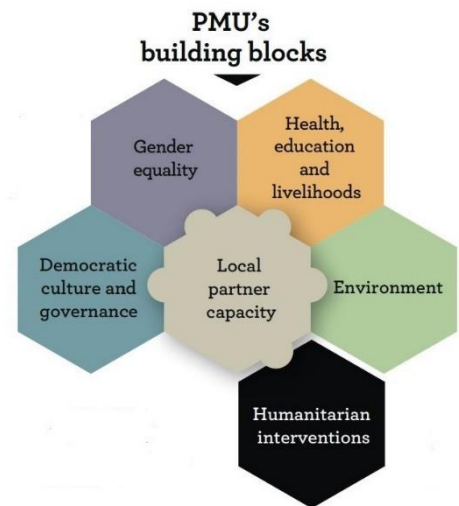 PMU's
building blocks
Gender
equality
Health,
education
and
livelihoods
Democratic
culture and
governance
Local
partner
capacity
Environment
Humanitarian
interventions